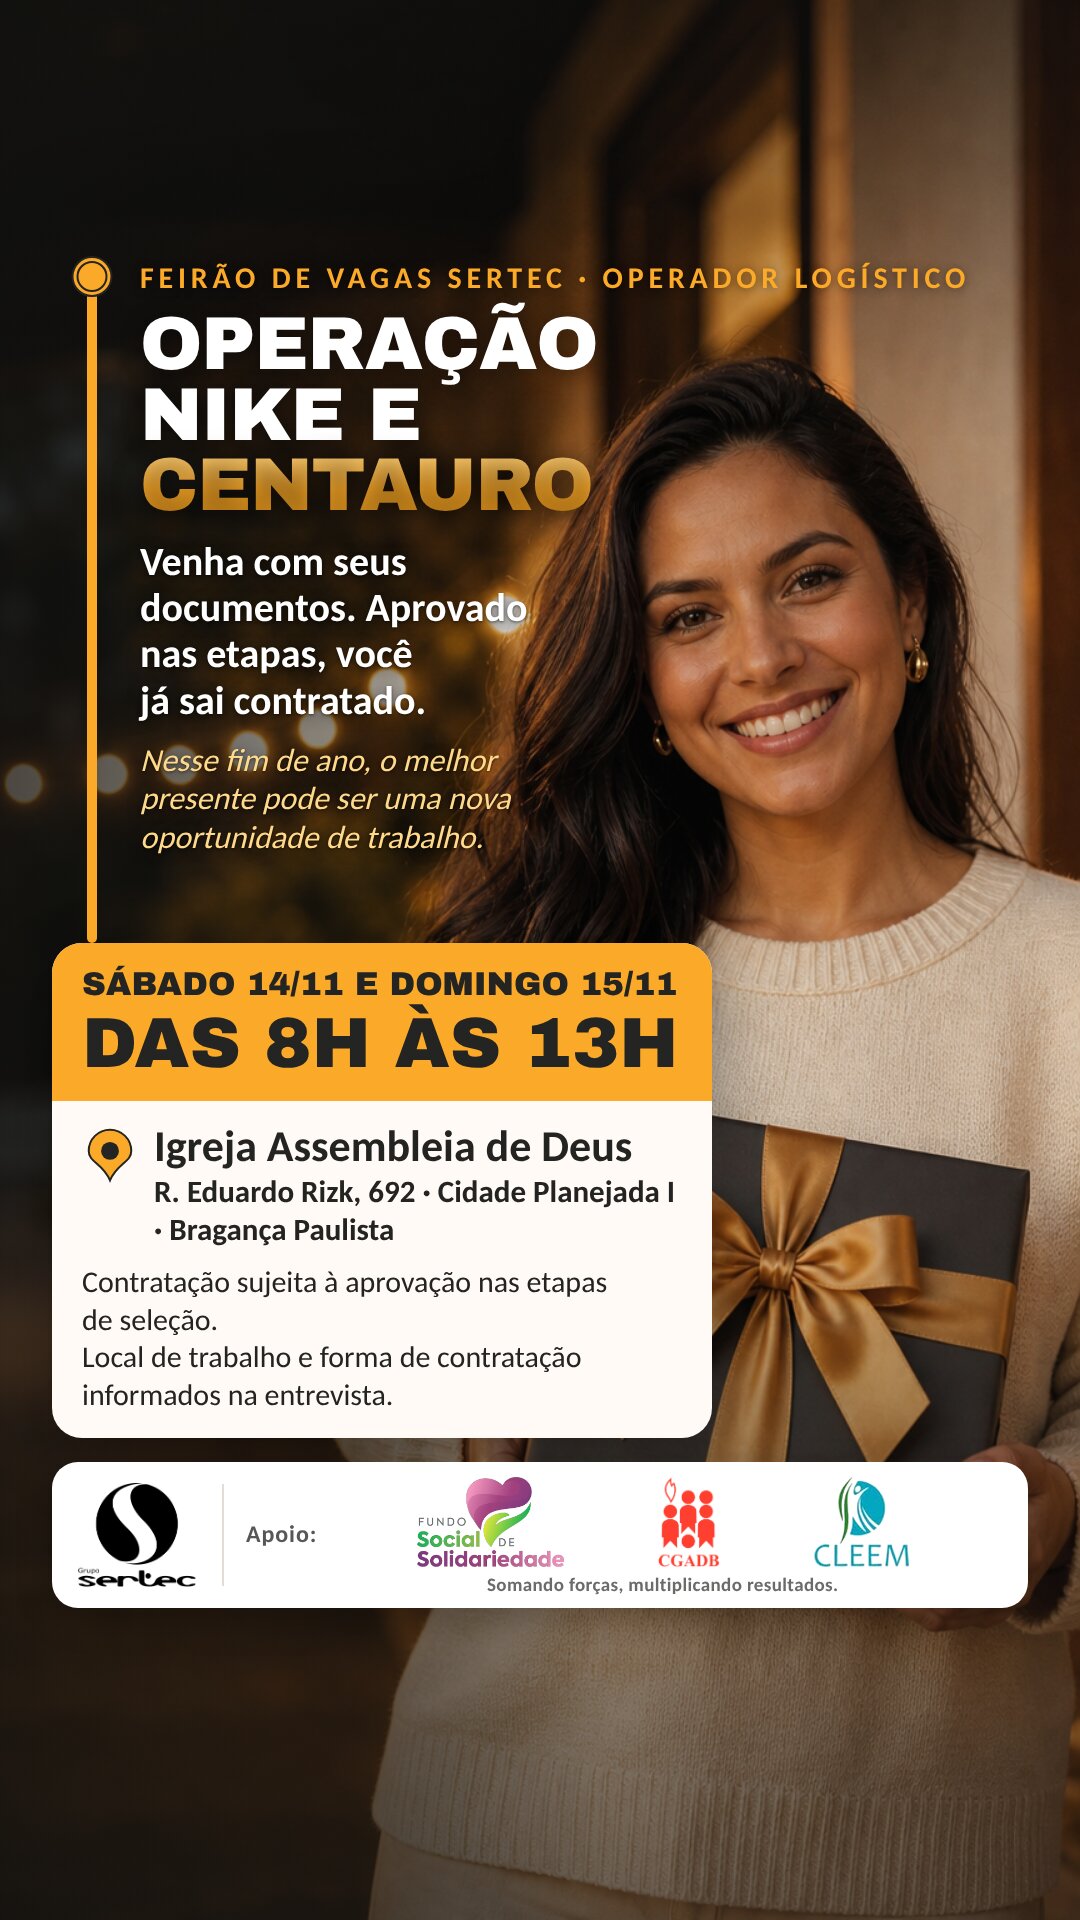 FEIRÃO DE VAGAS SERTEC · OPERADOR LOGÍSTICO
OPERAÇÃO
NIKE E
CENTAURO
Venha com seus
documentos. Aprovado
nas etapas, você
já sai contratado.
Nesse fim de ano, o melhor
presente pode ser uma nova
oportunidade de trabalho.
SÁBADO 14/11 E DOMINGO 15/11
DAS 8H ÀS 13H
Igreja Assembleia de Deus
R. Eduardo Rizk, 692 · Cidade Planejada I
· Bragança Paulista
Contratação sujeita à aprovação nas etapas
de seleção.
Local de trabalho e forma de contratação
informados na entrevista.
Grupo
sertec
Apoio:
FUNDO
Social DE
Solidariedade
CGADB
CLEEM
Somando forças, multiplicando resultados.